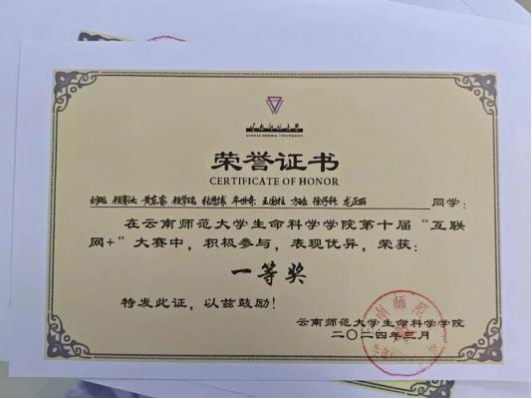 YUNNAN NORMAL UNIVERSITY
荣誉证书
CERTIFICATE OF HONOR
同学：
在云南师范大学生命科学学院第十届“互联
网+”大赛中，积极参与，表现优异，荣获：
一等奖
特发此证，以兹鼓励！
云南师范大学生命科学学院
二〇二四年三月